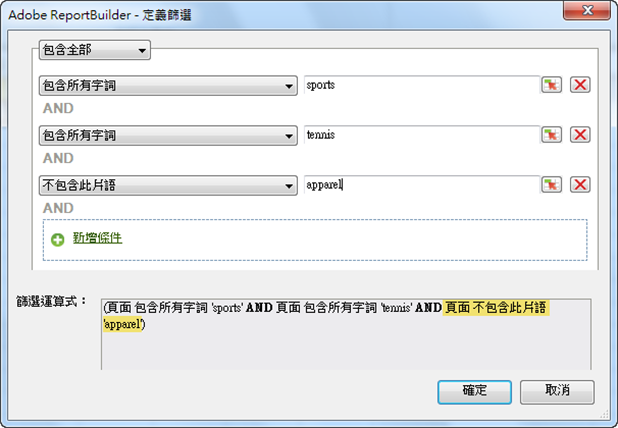 Adobe ReportBuilder - 定義篩選
包含全部
包含所有字詞 sports
AND
包含所有字詞 tennis
AND
不包含此片語 apparel
AND
新增條件
篩選運算式：
(頁面 包含所有字詞 'sports' AND 頁面 包含所有字詞 'tennis' AND 頁面 不包含此片語
'apparel')
確定 取消